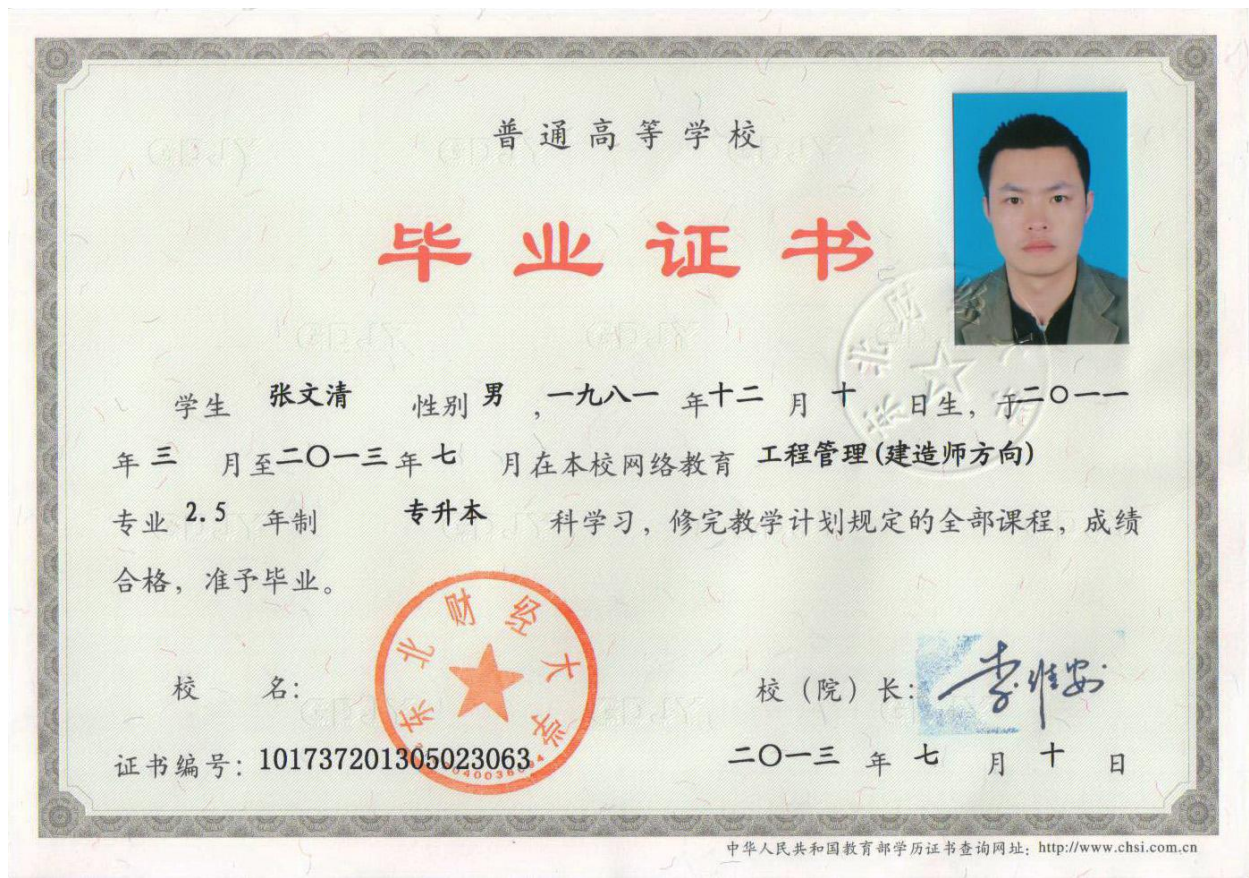 普通高等学校
毕业证书
学生 张文清 性别 男 ,一九八一 年十二 月 十 日生,于二〇一一
年 三 月至二〇一三年 七 月在本校网络教育 工程管理(建造师方向)
专业 2.5 年制 专升本 科学习,修完教学计划规定的全部课程,成绩
合格,准予毕业。
东北财经大学
校 名:
校(院)长:李维安
证书编号:101737201305023063
二〇一三 年 七 月 十 日
中华人民共和国教育部学历证书查询网址:http://www.chsi.com.cn